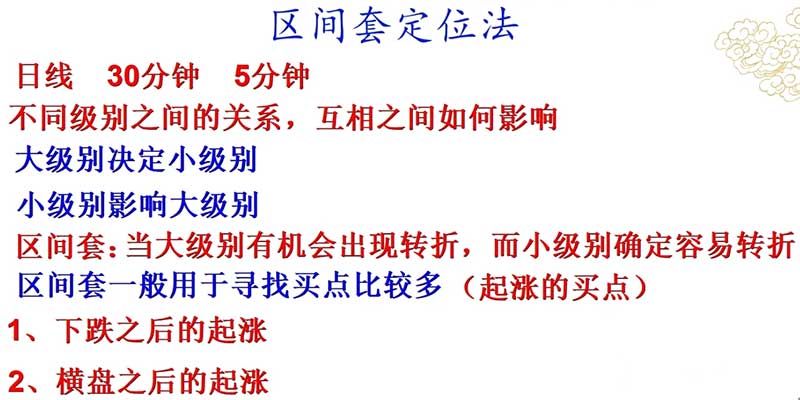 区间套定位法
日线 30分钟 5分钟
不同级别之间的关系，互相之间如何影响
大级别决定小级别
小级别影响大级别
区间套：当大级别有机会出现转折，而小级别确定容易转折
区间套一般用于寻找买点比较多（起涨的买点）
1、下跌之后的起涨
2、横盘之后的起涨